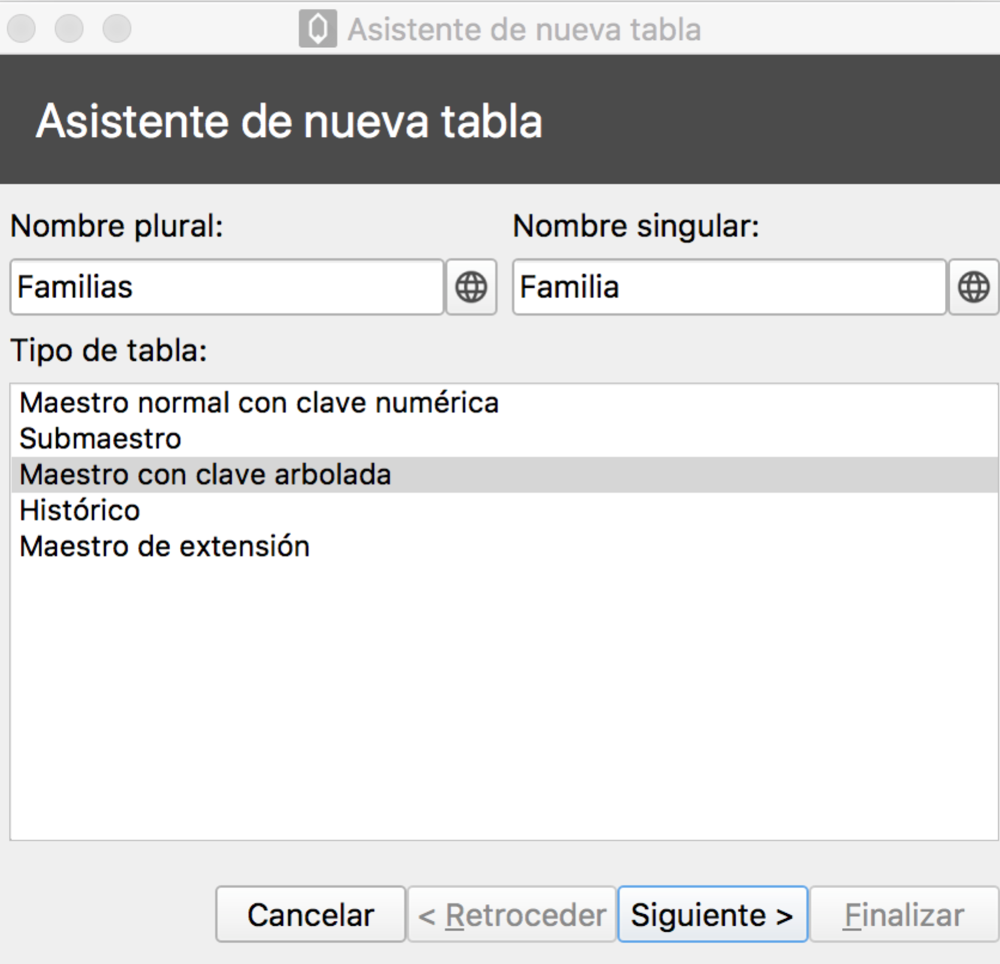 Asistente de nueva tabla
Asistente de nueva tabla
Nombre plural: Nombre singular:
Familias Familia
Tipo de tabla:
Maestro normal con clave numérica
Submaestro
Maestro con clave arbolada
Histórico
Maestro de extensión
Cancelar < Retroceder Siguiente > Finalizar